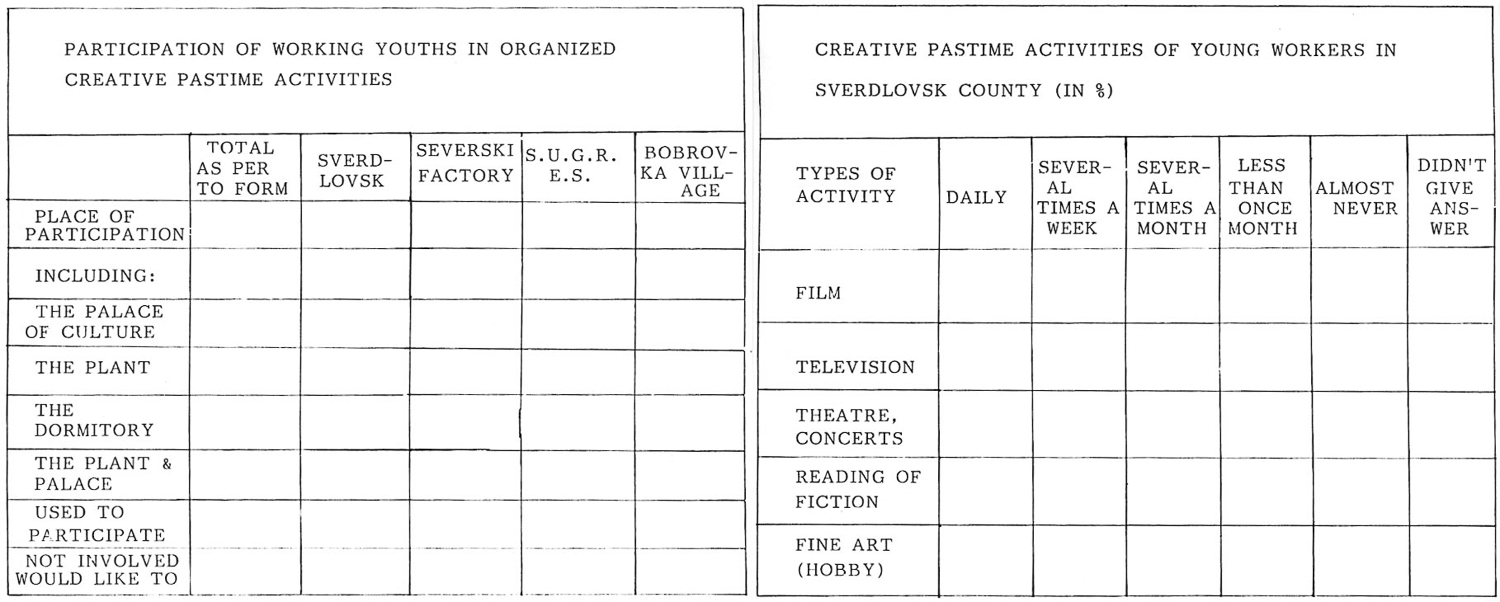 PARTICIPATION OF WORKING YOUTHS IN ORGANIZED
CREATIVE PASTIME ACTIVITIES
TOTAL
AS PER
TO FORM
SVERD-
LOVSK
SEVERSKI
FACTORY
S.U.G.R.
E.S.
BOBROV-
KA VILL-
AGE
PLACE OF
PARTICIPATION
INCLUDING:
THE PALACE
OF CULTURE
THE PLANT
THE
DORMITORY
THE PLANT &
PALACE
USED TO
PARTICIPATE
NOT INVOLVED
WOULD LIKE TO
CREATIVE PASTIME ACTIVITIES OF YOUNG WORKERS IN
SVERDLOVSK COUNTY (IN %)
TYPES OF
ACTIVITY
DAILY
SEVER-
AL
TIMES A
WEEK
SEVER-
AL
TIMES A
MONTH
LESS
THAN
ONCE
MONTH
ALMOST
NEVER
DIDN'T
GIVE
ANS-
WER
FILM
TELEVISION
THEATRE,
CONCERTS
READING OF
FICTION
FINE ART
(HOBBY)